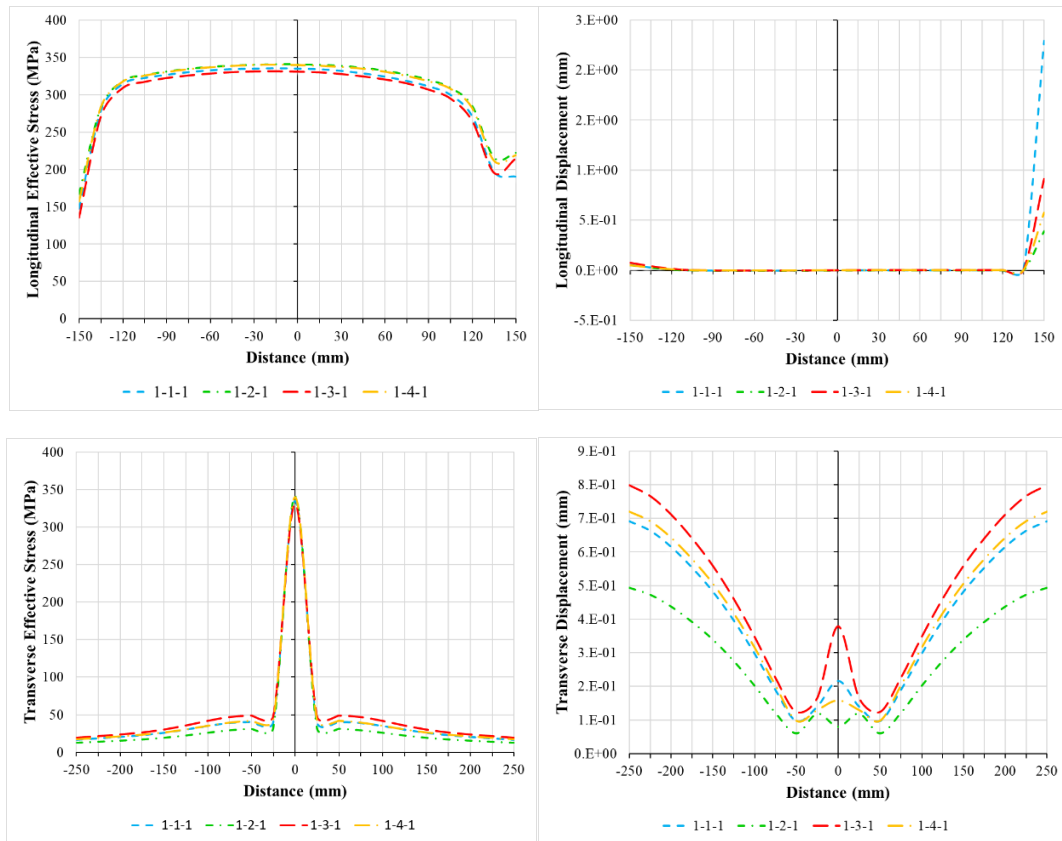 Longitudinal Effective Stress (MPa)
400
350
300
250
200
150
100
50
0
-150 -120 -90 -60 -30 0 30 60 90 120 150
Distance (mm)
1-1-1 1-2-1 1-3-1 1-4-1
Longitudinal Displacement (mm)
3.E+00
2.E+00
2.E+00
1.E+00
5.E-01
0.E+00
-5.E-01
-150 -120 -90 -60 -30 0 30 60 90 120 150
Distance (mm)
1-1-1 1-2-1 1-3-1 1-4-1
Transverse Effective Stress (MPa)
400
350
300
250
200
150
100
50
0
-250 -200 -150 -100 -50 0 50 100 150 200 250
Distance (mm)
1-1-1 1-2-1 1-3-1 1-4-1
Transverse Displacement (mm)
9.E-01
8.E-01
7.E-01
6.E-01
5.E-01
4.E-01
3.E-01
2.E-01
1.E-01
0.E+00
-250 -200 -150 -100 -50 0 50 100 150 200 250
Distance (mm)
1-1-1 1-2-1 1-3-1 1-4-1